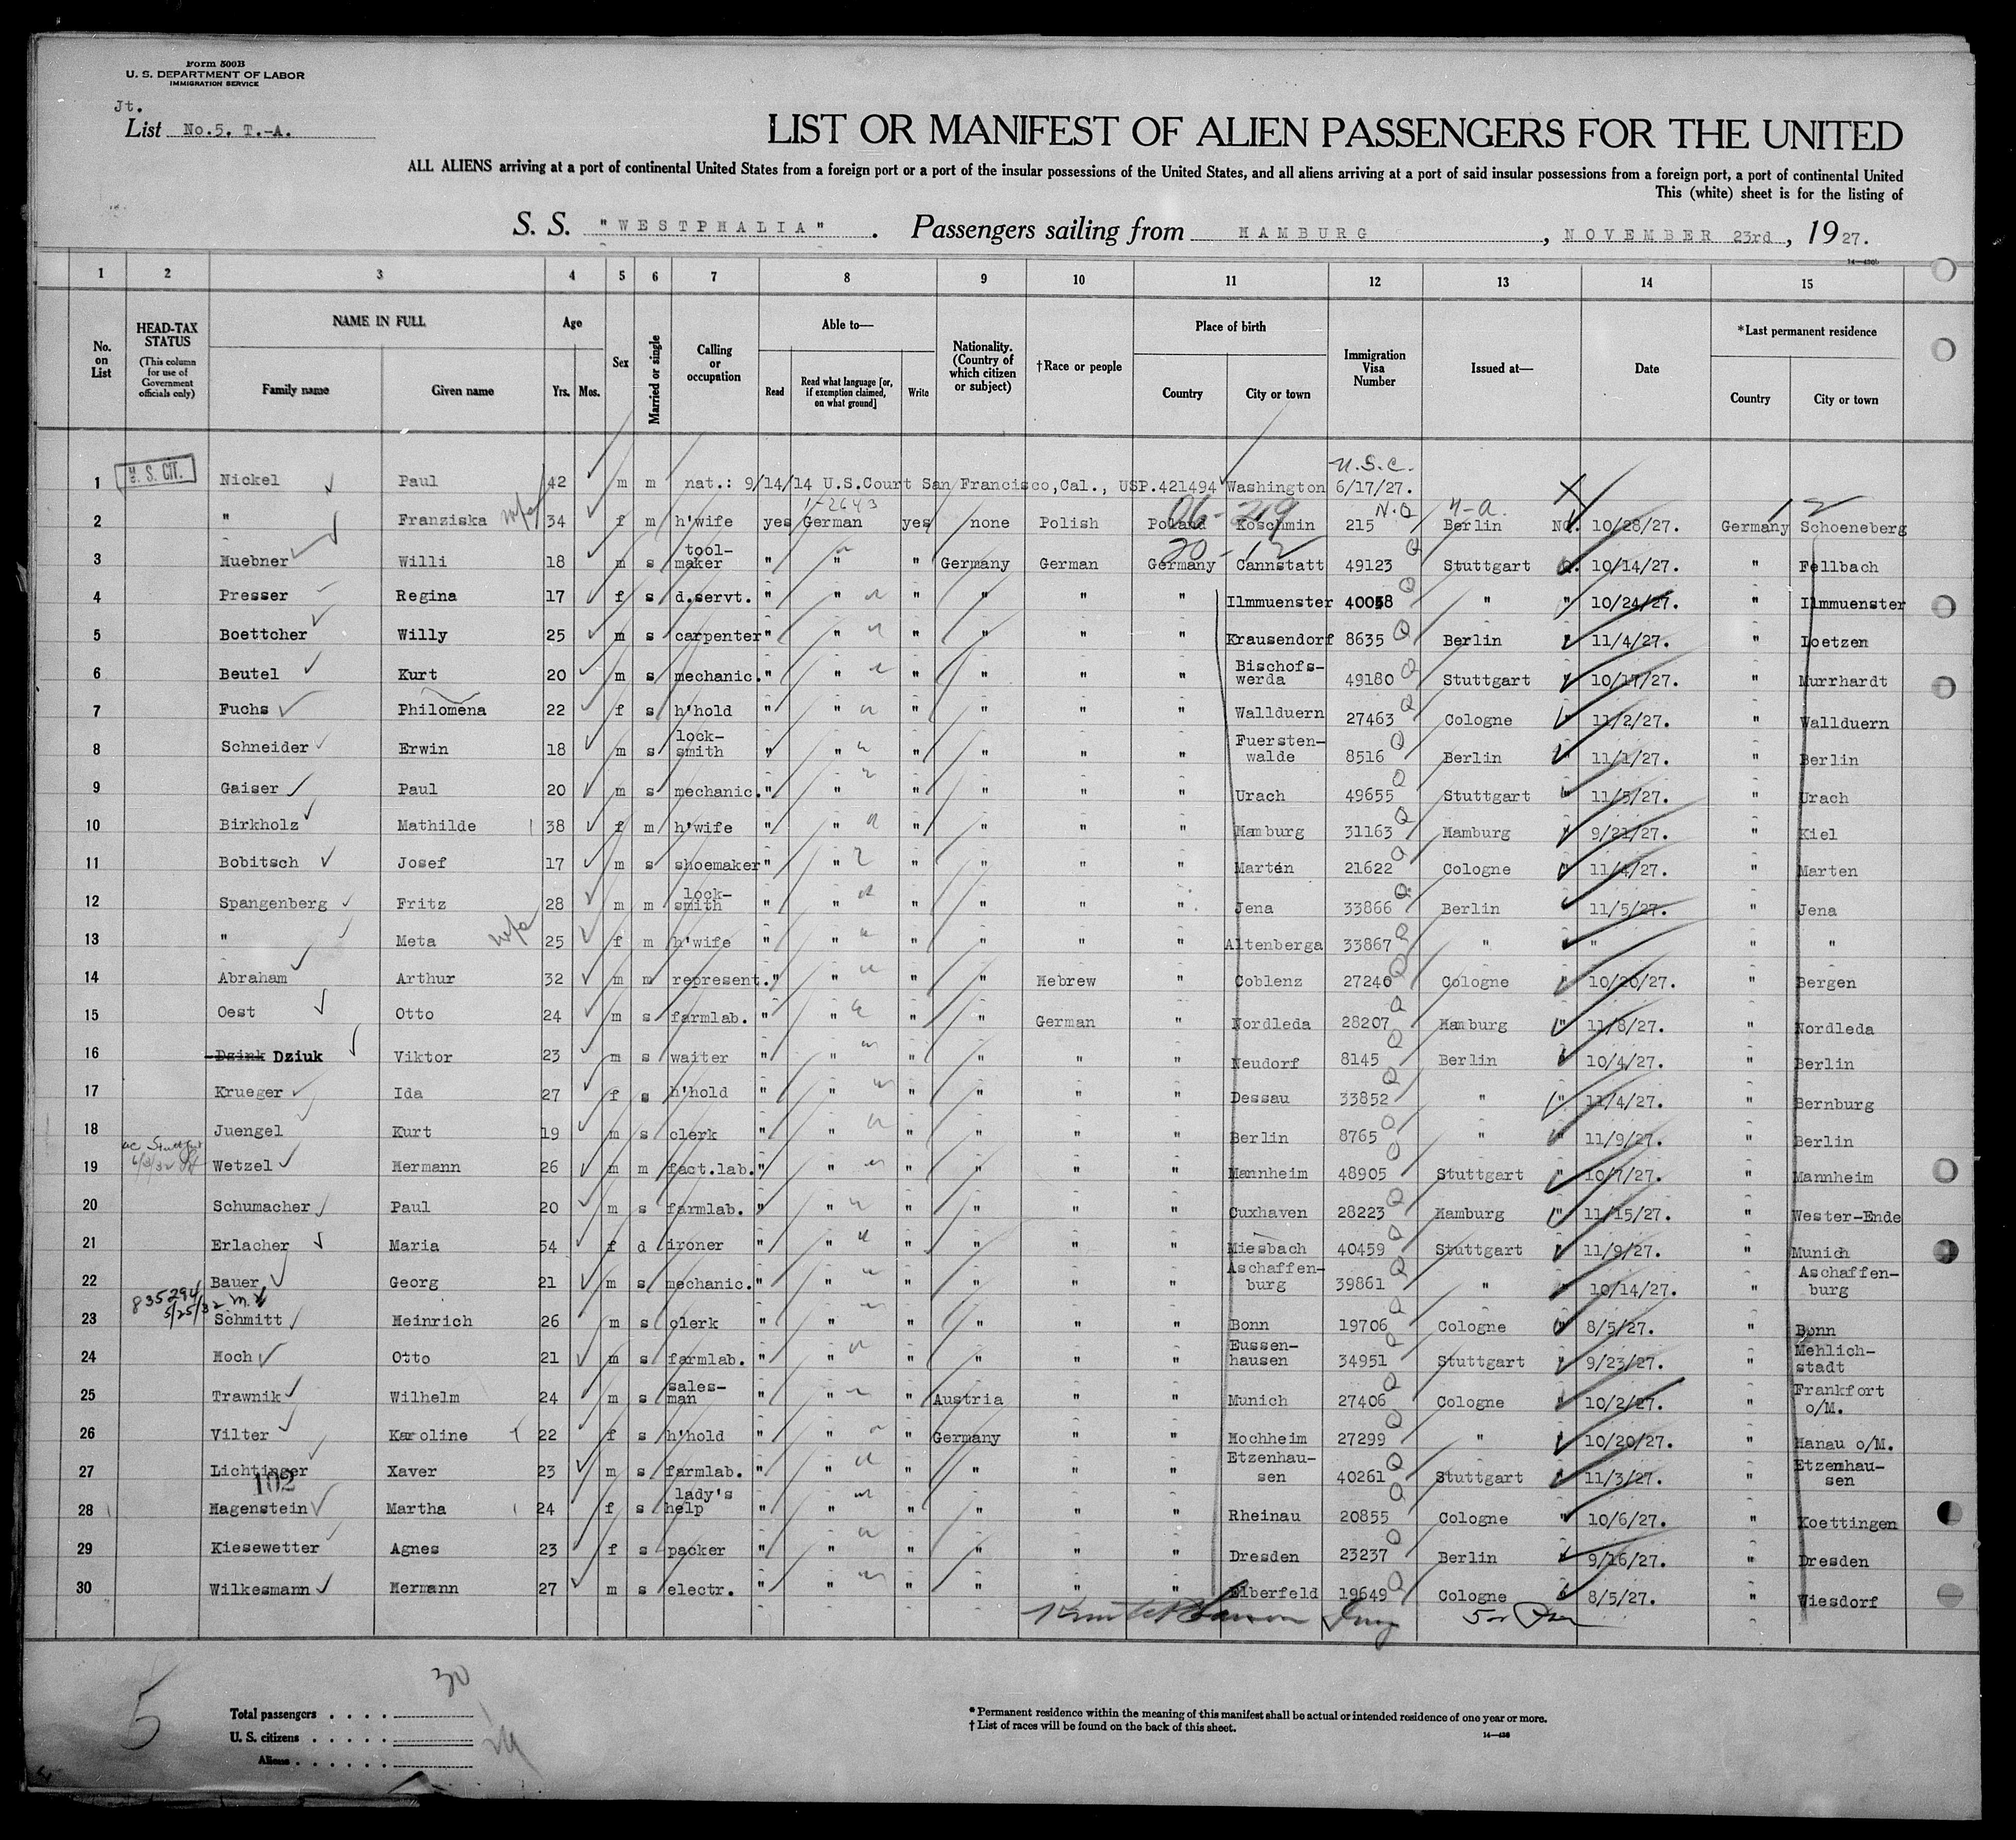 Form 500B
U. S. DEPARTMENT OF LABOR
IMMIGRATION SERVICE
Jt.
List No.5. T.-A.
LIST OR MANIFEST OF ALIEN PASSENGERS FOR THE UNITED
ALL ALIENS arriving at a port of continental United States from a foreign port or a port of the insular possessions of the United States, and all aliens arriving at a port of said insular possessions from a foreign port, a port of continental United
This (white) sheet is for the listing of
S. S. "WESTPHALIA". Passengers sailing from HAMBURG, NOVEMBER 23rd, 1927.
1 2 3 4 5 6 7 8 9 10 11 12 13 14 15
No. on List
HEAD-TAX STATUS
(This column for use of Government officials only)
NAME IN FULL
Family name Given name
Age
Yrs. Mos.
Sex
Married or single
Calling or occupation
Able to—
Read
Read what language [or, if exemption claimed, on what ground]
Write
Nationality. (Country of which citizen or subject)
†Race or people
Place of birth
Country City or town
Immigration Visa Number
Issued at—
Date
*Last permanent residence
Country City or town
U.S.C.
1 U. S. CIT. Nickel Paul 42 m m nat.: 9/14/14 U.S.Court San Francisco,Cal., USP.421494 Washington 6/17/27.
1-2643 N.Q
2 " Franziska wife 34 f m h'wife yes German yes none Polish Poland Koschmin 215 Berlin NQ. 10/28/27. Germany Schoeneberg
3 Huebner Willi 18 m s tool-maker " " " Germany German Germany Cannstatt 49123 Q Stuttgart Q. 10/14/27. " Fellbach
4 Presser Regina 17 f s d.servt. " " " " " " Ilmmuenster 40058 Q " " 10/24/27. " Ilmmuenster
5 Boettcher Willy 25 m s carpenter " " " " " " Krausendorf 8635 Q Berlin " 11/4/27. " Loetzen
6 Beutel Kurt 20 m s mechanic. " " " " " " Bischofs-werda 49180 Q Stuttgart " 10/17/27. " Murrhardt
7 Fuchs Philomena 22 f s h'hold " " " " " " Wallduern 27463 Q Cologne " 11/2/27. " Wallduern
8 Schneider Erwin 18 m s lock-smith " " " " " " Fuersten-walde 8516 Q Berlin " 11/1/27. " Berlin
9 Gaiser Paul 20 m s mechanic. " " " " " " Urach 49655 Q Stuttgart " 11/5/27. " Urach
10 Birkholz Mathilde 38 f m h'wife " " " " " " Hamburg 31163 Q Hamburg " 9/21/27. " Kiel
11 Bobitsch Josef 17 m s shoemaker " " " " " " Marten 21622 Q Cologne " 11/4/27. " Marten
12 Spangenberg Fritz 28 m m lock-smith " " " " " " Jena 33866 Q Berlin " 11/5/27. " Jena
13 " Meta wife 25 f m h'wife " " " " " " Altenberga 33867 Q " " " " "
14 Abraham Arthur 32 m m represent. " " " " Hebrew " Coblenz 27240 Q Cologne " 10/20/27. " Bergen
15 Oest Otto 24 m s farmlab. " " " " German " Nordleda 28207 Q Hamburg " 11/8/27. " Nordleda
16 Dzink Dziuk Viktor 23 m s waiter " " " " " " Neudorf 8145 Q Berlin " 10/4/27. " Berlin
17 Krueger Ida 27 f s h'hold " " " " " " Dessau 33852 Q " " 11/4/27. " Bernburg
18 Juengel Kurt 19 m s clerk " " " " " " Berlin 8765 Q " " 11/9/27. " Berlin
19 Wetzel Hermann 26 m m fact.lab. " " " " " " Mannheim 48905 Q Stuttgart " 10/7/27. " Mannheim
20 Schumacher Paul 20 m s farmlab. " " " " " " Cuxhaven 28223 Q Hamburg " 11/15/27. " Wester-Ende
21 Erlacher Maria 54 f d ironer " " " " " " Miesbach 40459 Q Stuttgart " 11/9/27. " Munich
22 Bauer Georg 21 m s mechanic. " " " " " " Aschaffen-burg 39861 Q " " 10/14/27. " Aschaffen-burg
835294
5/25/32
23 Schmitt Heinrich 26 m s clerk " " " " " " Bonn 19706 Q Cologne " 8/5/27. " Bonn
24 Hoch Otto 21 m s farmlab. " " " " " " Eussen-hausen 34951 Q Stuttgart " 9/23/27. " Mehlich-stadt
25 Trawnik Wilhelm 24 m s sales-man " " " Austria " " Munich 27406 Q Cologne " 10/2/27. " Frankfort o/M.
26 Vilter Karoline 22 f s h'hold " " " Germany " " Hochheim 27299 Q " " 10/20/27. " Hanau o/M.
27 Lichtinger Xaver 23 m s farmlab. " " " " " " Etzenhau-sen 40261 Q Stuttgart " 11/3/27. " Etzenhau-sen
102
28 Hagenstein Martha 24 f s lady's help " " " " " " Rheinau 20855 Q Cologne " 10/6/27. " Koettingen
29 Kiesewetter Agnes 23 f s packer " " " " " " Dresden 23237 Q Berlin " 9/16/27. " Dresden
30 Wilkesmann Hermann 27 m s electr. " " " " " " Elberfeld 19649 Q Cologne " 8/5/27. " Wiesdorf
5
30
Total passengers
U. S. citizens
Aliens
* Permanent residence within the meaning of this manifest shall be actual or intended residence of one year or more.
† List of races will be found on the back of this sheet.
14—436